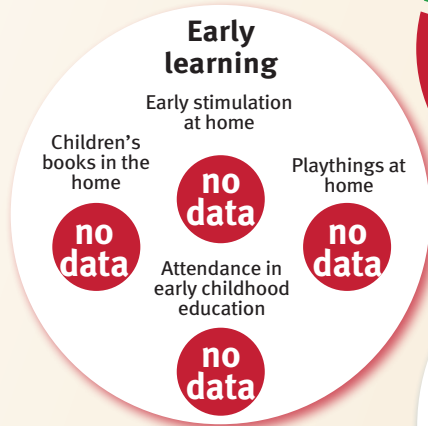 Early
learning
Early stimulation
at home
no
data
Children's
books in the
home
no
data
Playthings at
home
no
data
Attendance in
early childhood
education
no
data